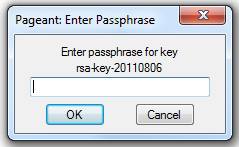 Pageant: Enter Passphrase
Enter passphrase for key
rsa-key-20110806
OK
Cancel